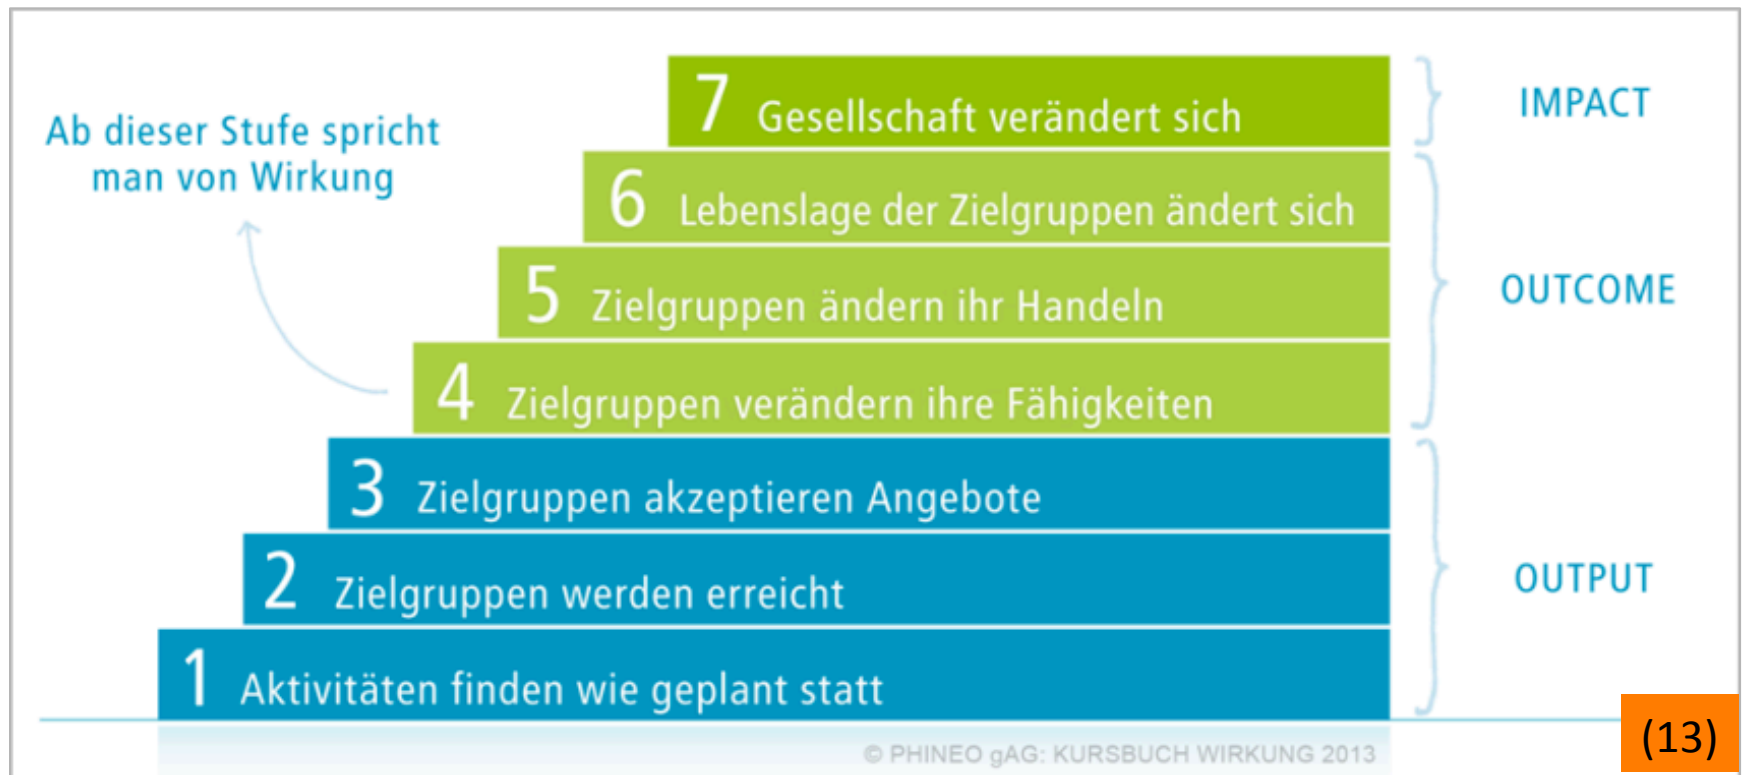 Ab dieser Stufe spricht
man von Wirkung
7 Gesellschaft verändert sich
IMPACT
6 Lebenslage der Zielgruppen ändert sich
5 Zielgruppen ändern ihr Handeln
OUTCOME
4 Zielgruppen verändern ihre Fähigkeiten
3 Zielgruppen akzeptieren Angebote
2 Zielgruppen werden erreicht
OUTPUT
1 Aktivitäten finden wie geplant statt
© PHINEO gAG: KURSBUCH WIRKUNG 2013
(13)